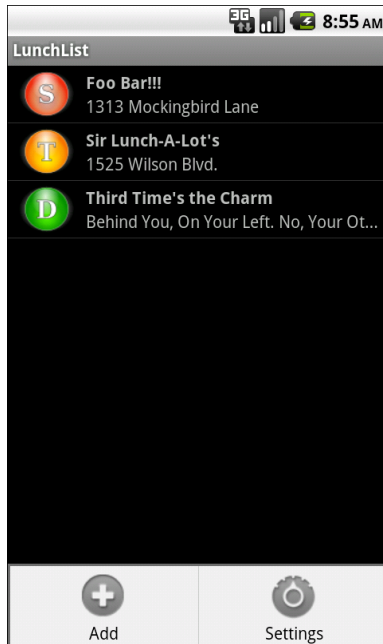 3G 8:55 AM
LunchList
S
Foo Bar!!!
1313 Mockingbird Lane
T
Sir Lunch-A-Lot's
1525 Wilson Blvd.
D
Third Time's the Charm
Behind You, On Your Left. No, Your Ot...
Add
Settings